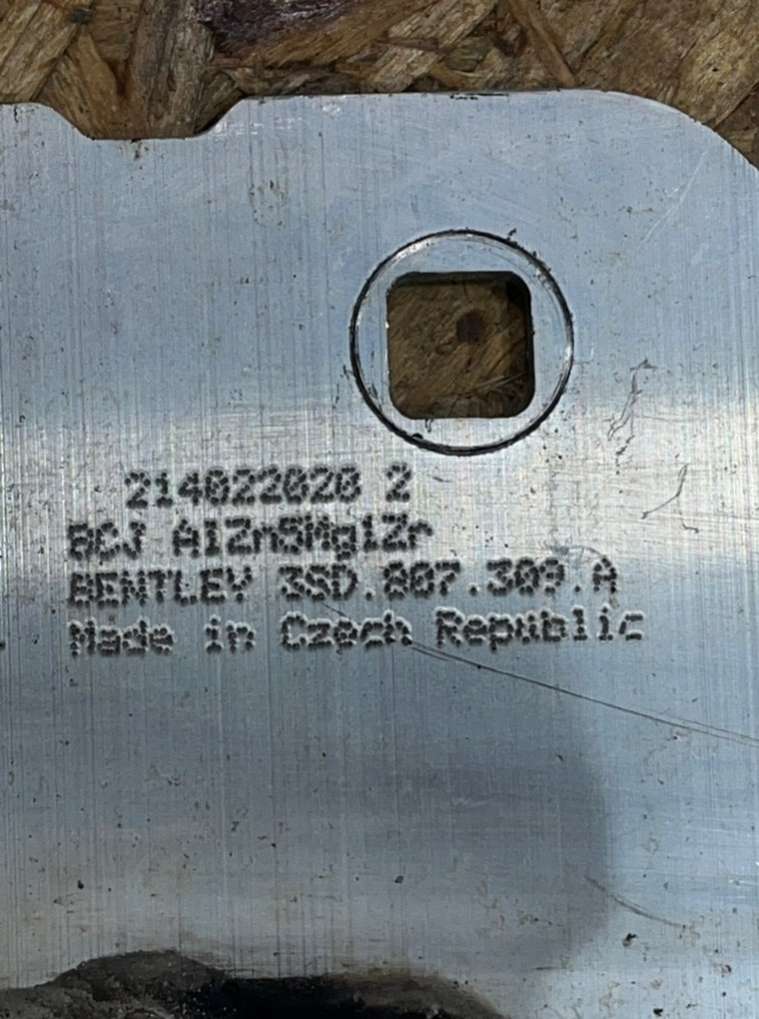 214022020 2
BCJ AlZn5Mg1Zr
BENTLEY 3SD.807.309.A
Made in Czech Republic